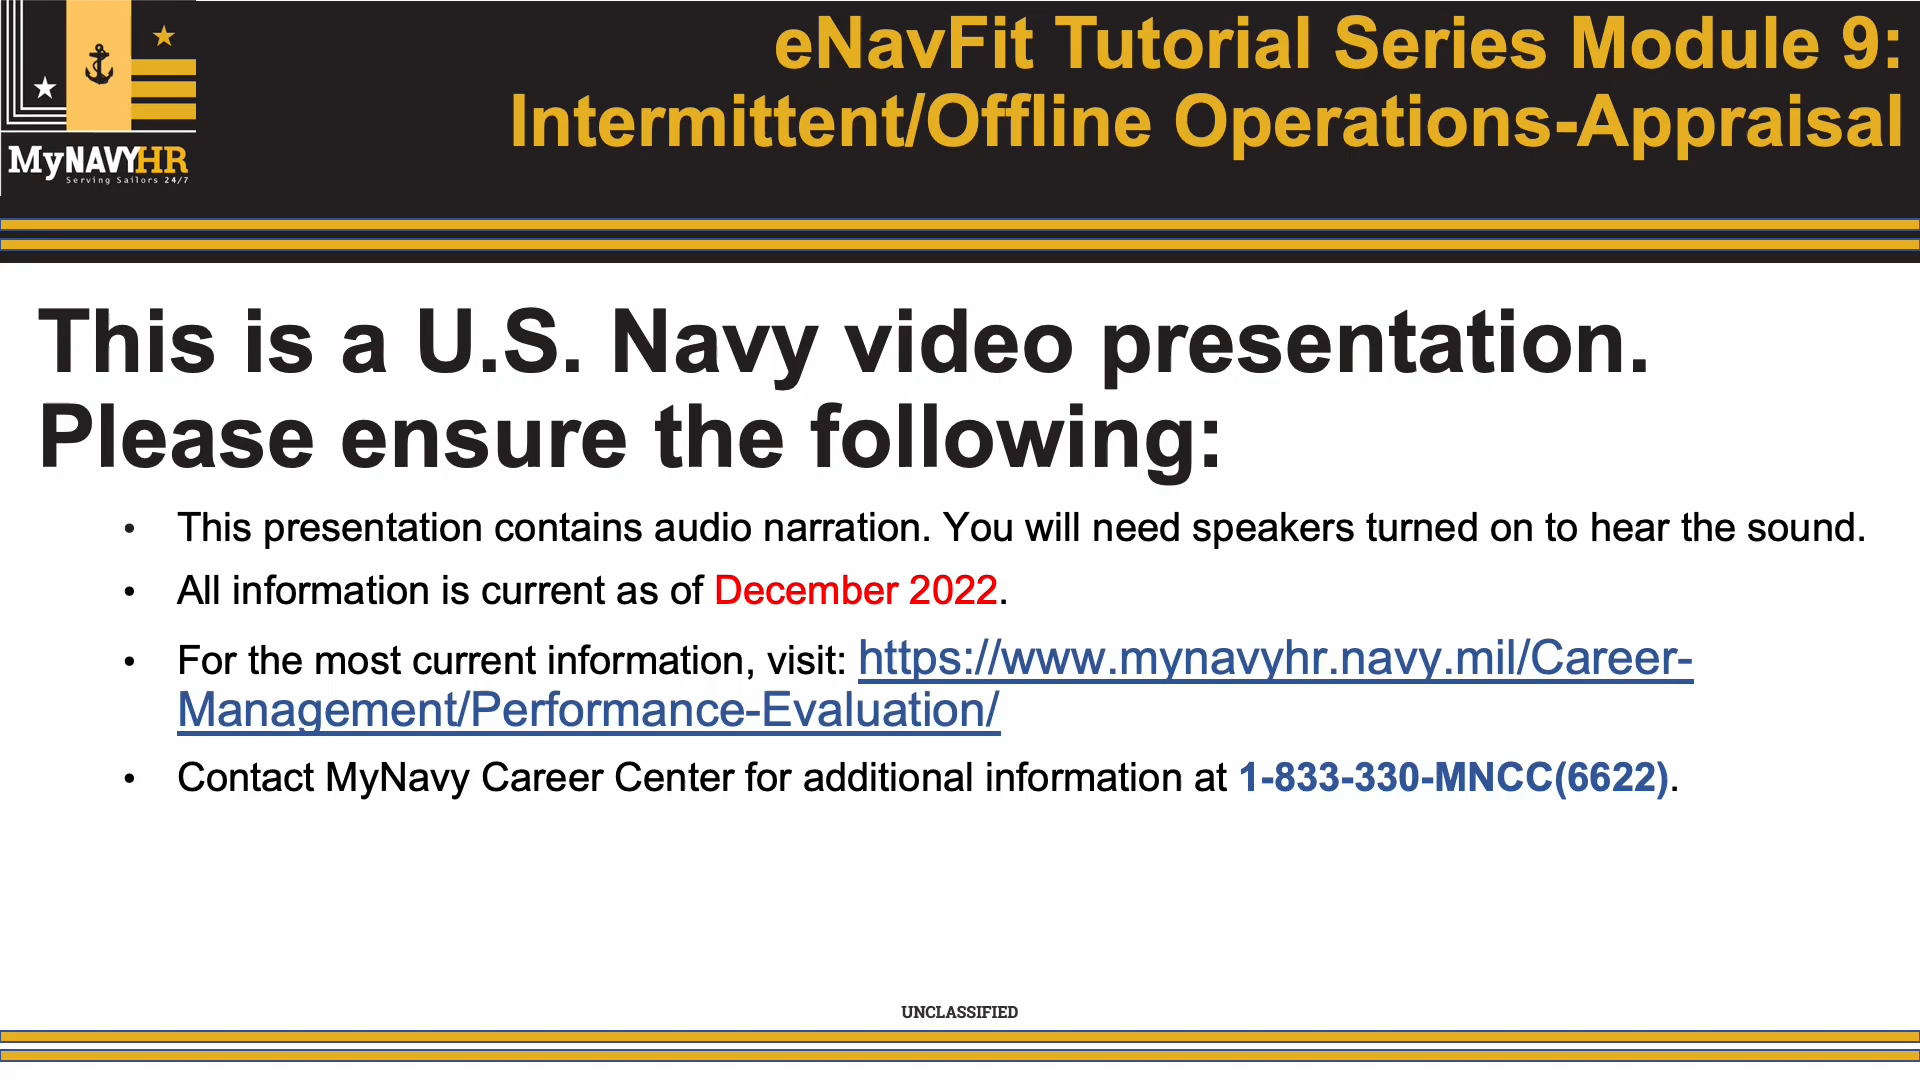 eNavFit Tutorial Series Module 9:
Intermittent/Offline Operations-Appraisal
MyNAVYHR
Serving Sailors 24/7
This is a U.S. Navy video presentation.
Please ensure the following:
• This presentation contains audio narration. You will need speakers turned on to hear the sound.
• All information is current as of December 2022.
• For the most current information, visit: https://www.mynavyhr.navy.mil/Career-
Management/Performance-Evaluation/
• Contact MyNavy Career Center for additional information at 1-833-330-MNCC(6622).
UNCLASSIFIED